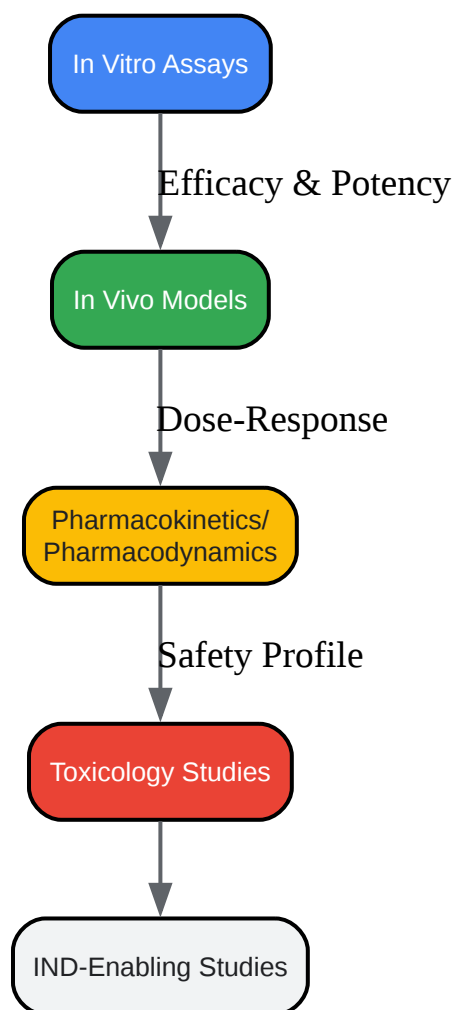 In Vitro Assays
Efficacy & Potency
In Vivo Models
Dose-Response
Pharmacokinetics/
Pharmacodynamics
Safety Profile
Toxicology Studies
IND-Enabling Studies